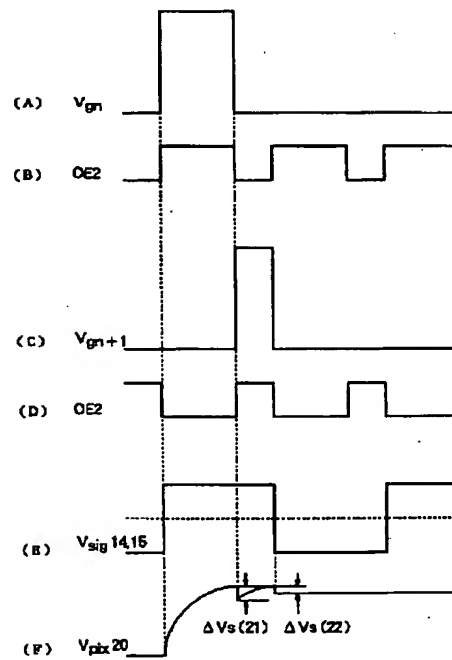 (A) Vgn
(B) OE2
(C) Vgn+1
(D) OE2
(E) Vsig 14,15
ΔVs(21) ΔVs(22)
(F) Vpix 20